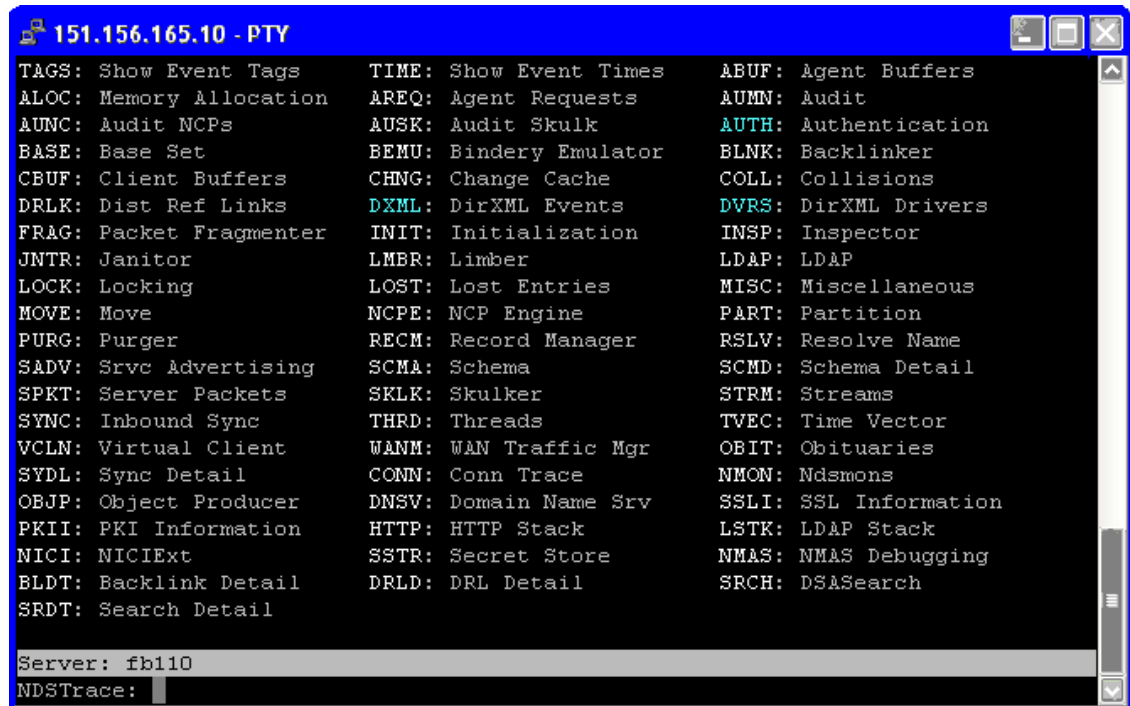 151.156.165.10 - PTY
TAGS: Show Event Tags TIME: Show Event Times ABUF: Agent Buffers
ALOC: Memory Allocation AREQ: Agent Requests AUMN: Audit
AUNC: Audit NCPs AUSK: Audit Skulk AUTH: Authentication
BASE: Base Set BEMU: Bindery Emulator BLNK: Backlinker
CBUF: Client Buffers CHNG: Change Cache COLL: Collisions
DRLK: Dist Ref Links DXML: DirXML Events DVRS: DirXML Drivers
FRAG: Packet Fragmenter INIT: Initialization INSP: Inspector
JNTR: Janitor LMBR: Limber LDAP: LDAP
LOCK: Locking LOST: Lost Entries MISC: Miscellaneous
MOVE: Move NCPE: NCP Engine PART: Partition
PURG: Purger RECM: Record Manager RSLV: Resolve Name
SADV: Srvc Advertising SCMA: Schema SCMD: Schema Detail
SPKT: Server Packets SKLK: Skulker STRM: Streams
SYNC: Inbound Sync THRD: Threads TVEC: Time Vector
VCLN: Virtual Client WANM: WAN Traffic Mgr OBIT: Obituaries
SYDL: Sync Detail CONN: Conn Trace NMON: Ndsmons
OBJP: Object Producer DNSV: Domain Name Srv SSLI: SSL Information
PKII: PKI Information HTTP: HTTP Stack LSTK: LDAP Stack
NICI: NICIExt SSTR: Secret Store NMAS: NMAS Debugging
BLDT: Backlink Detail DRLD: DRL Detail SRCH: DSASearch
SRDT: Search Detail
Server: fb110
NDSTrace: